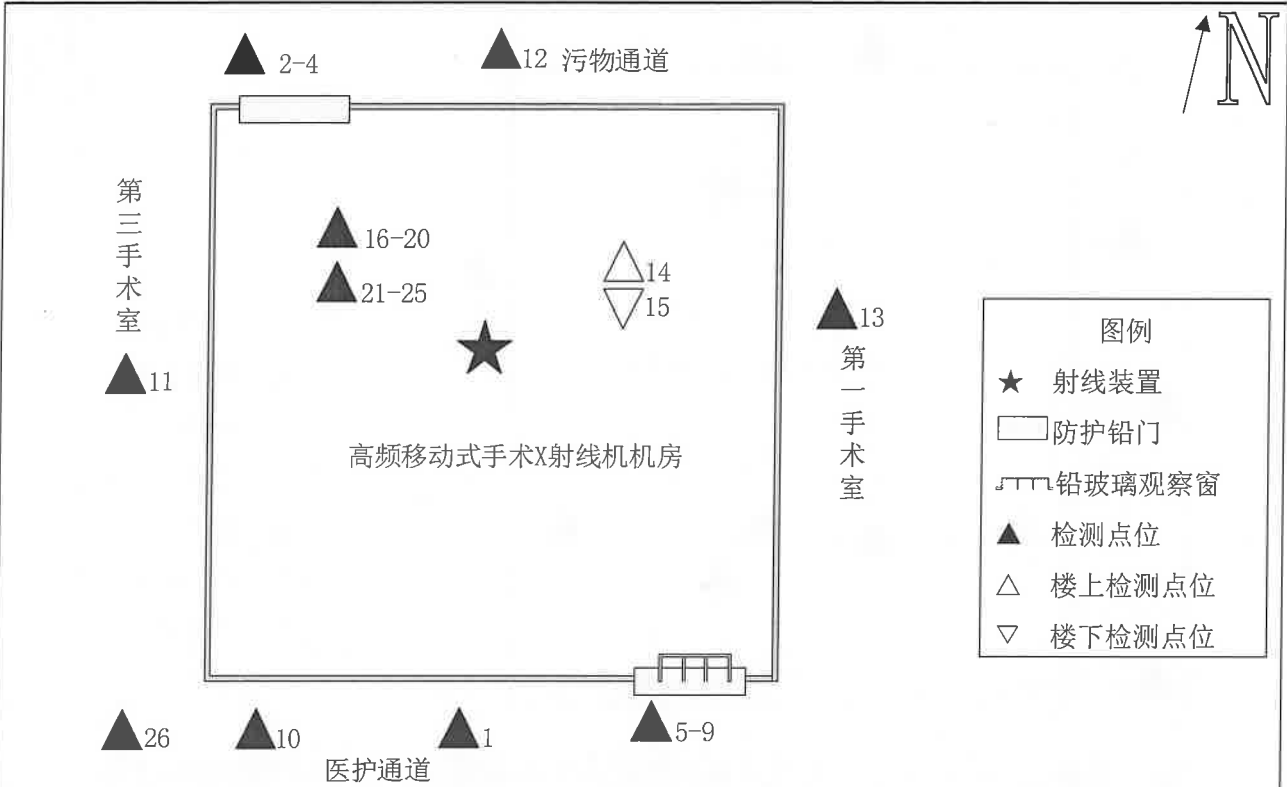 N
2-4
12 污物通道
第三手术室
16-20
21-25
14
15
13
第一手术室
11
高频移动式手术X射线机机房
图例
射线装置
防护铅门
铅玻璃观察窗
检测点位
楼上检测点位
楼下检测点位
26
10
1
5-9
医护通道